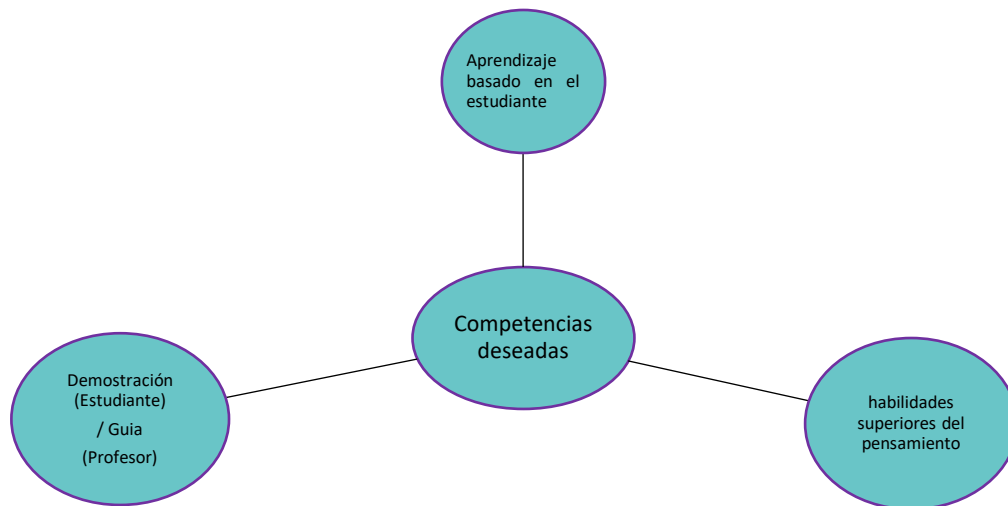 Aprendizaje
basado en el
estudiante
Competencias
deseadas
Demostración
(Estudiante)
/ Guia
(Profesor)
habilidades
superiores del
pensamiento